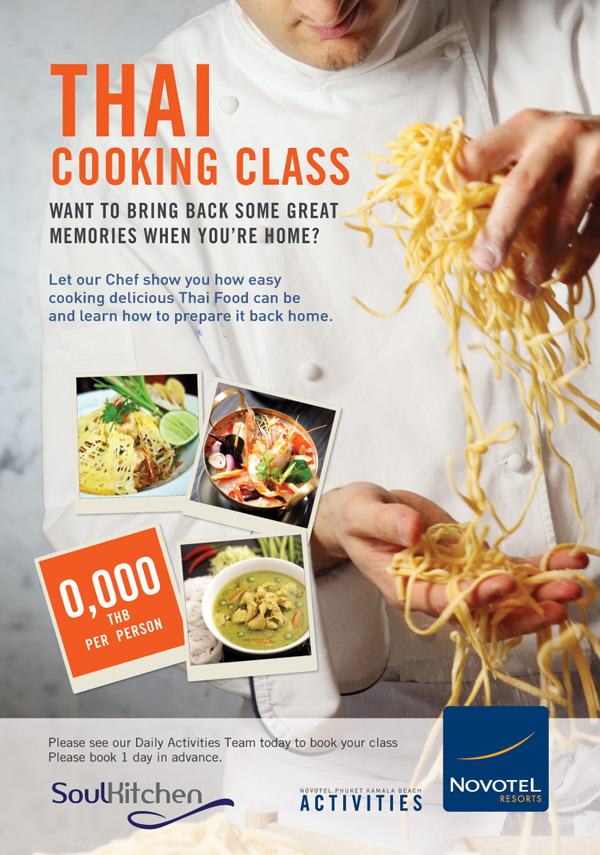 THAI
COOKING CLASS
WANT TO BRING BACK SOME GREAT
MEMORIES WHEN YOU'RE HOME?
Let our Chef show you how easy
cooking delicious Thai Food can be
and learn how to prepare it back home.
0,000
THB
PER PERSON
Please see our Daily Activities Team today to book your class
Please book 1 day in advance.
SoulKitchen
NOVOTEL PHUKET KAMALA BEACH
ACTIVITIES
NOVOTEL
RESORTS